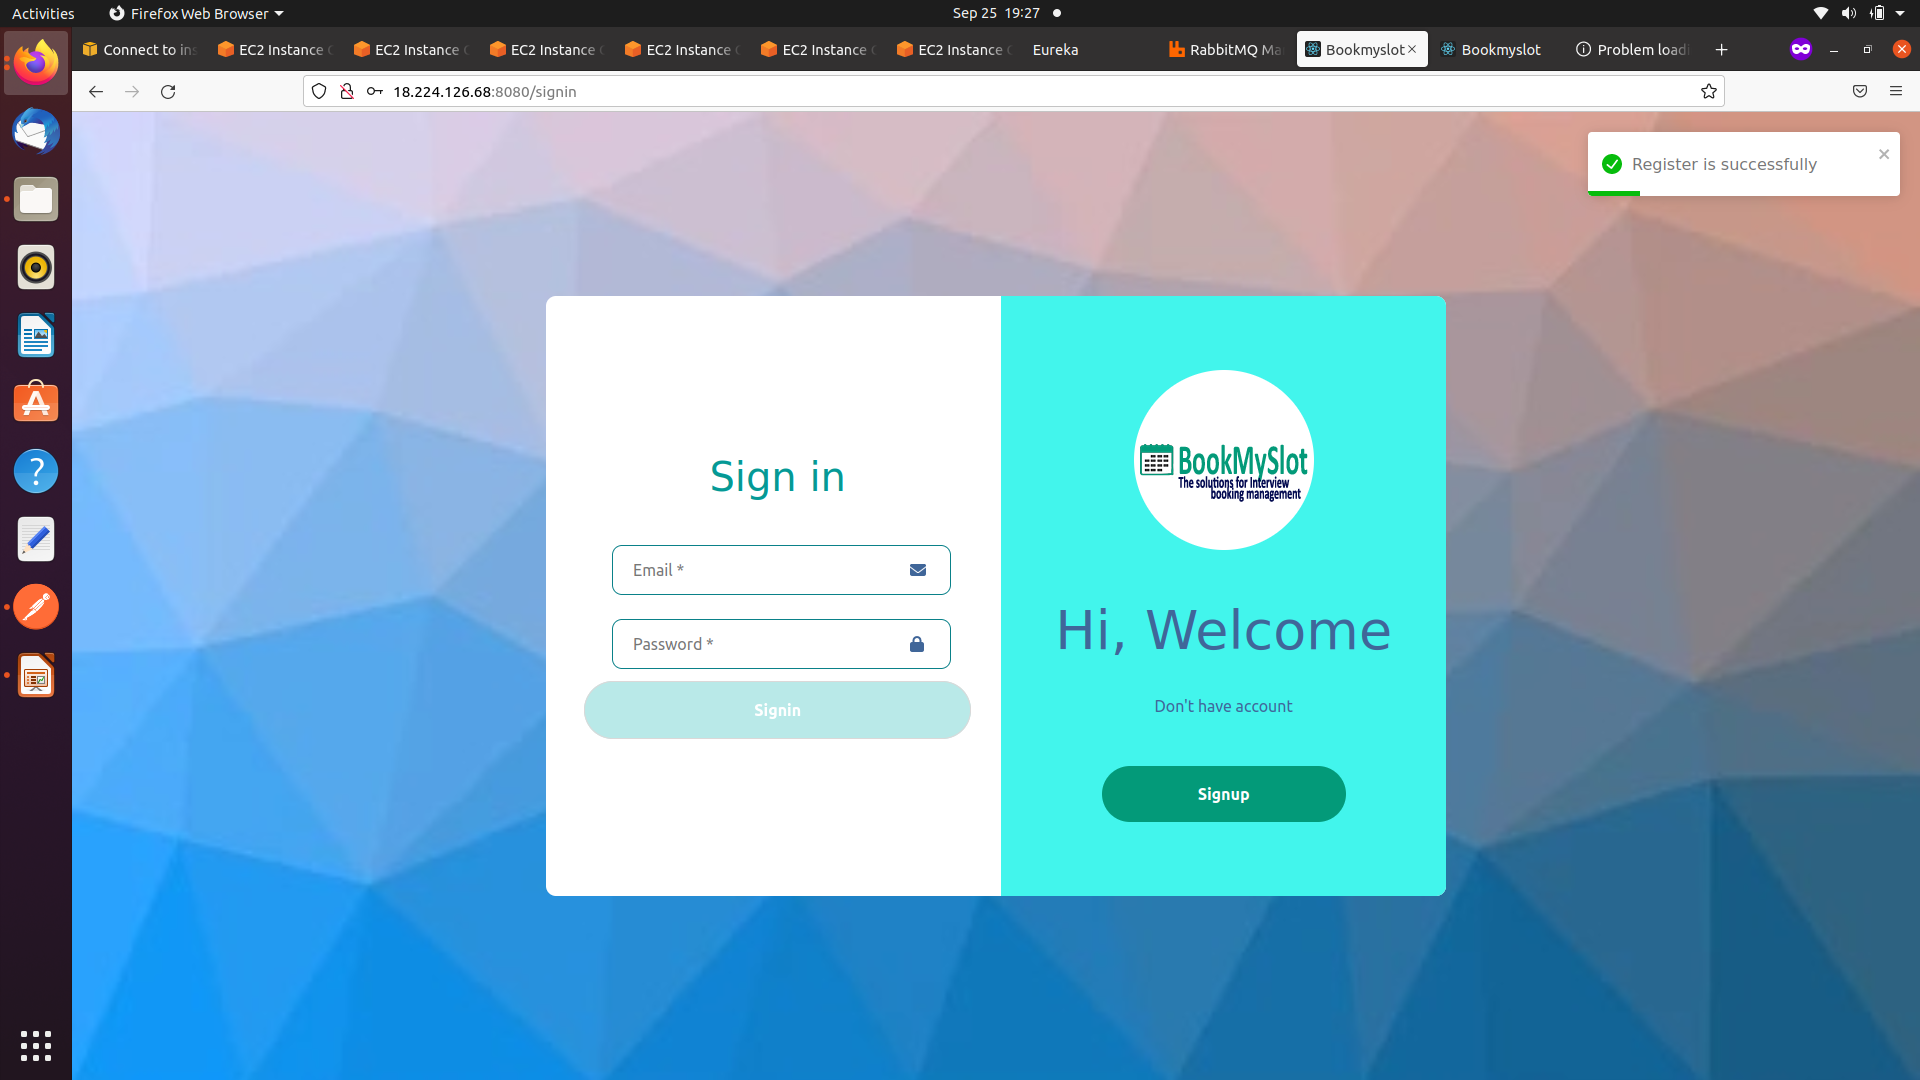 Activities
Firefox Web Browser
Sep 25 19:27
Connect to ins
EC2 Instance C
EC2 Instance C
EC2 Instance C
EC2 Instance C
EC2 Instance C
EC2 Instance C
Eureka
RabbitMQ Ma
Bookmyslot
Bookmyslot
Problem loadi
18.224.126.68:8080/signin
Register is successfully
Sign in
Email *
Password *
Signin
BookMySlot
The solutions for Interview
booking management
Hi, Welcome
Don't have account
Signup